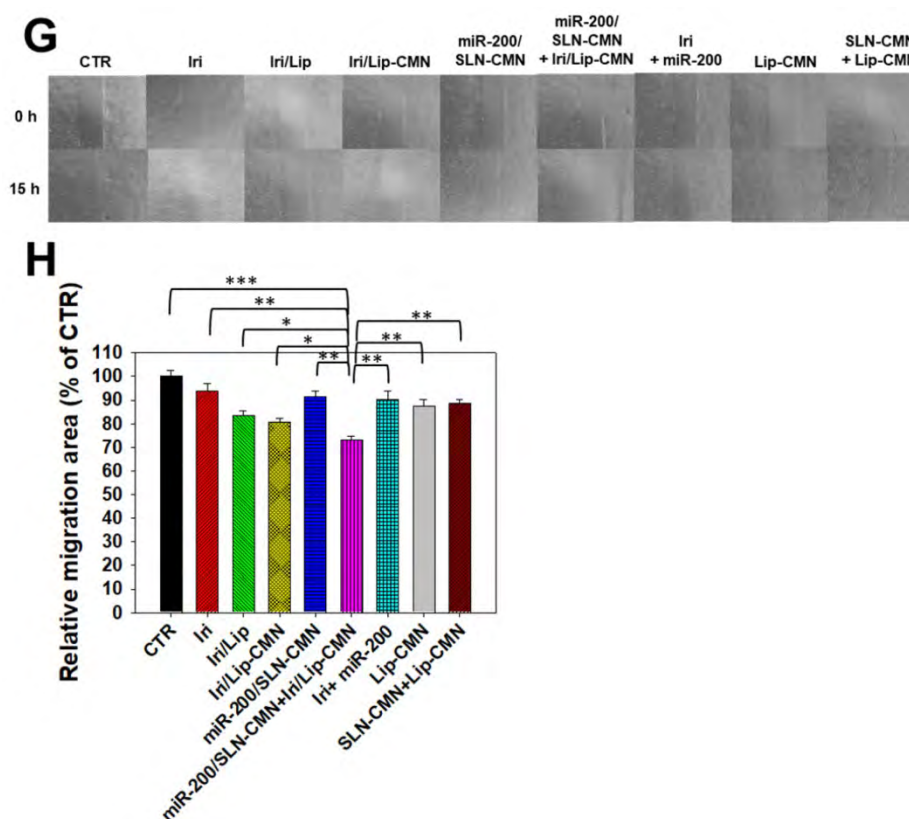 G
CTR Iri Iri/Lip Iri/Lip-CMN miR-200/ SLN-CMN miR-200/ SLN-CMN + Iri/Lip-CMN Iri + miR-200 Lip-CMN SLN-CMN + Lip-CMN
0 h
15 h
H
Relative migration area (% of CTR)
***
**
*
*
**
**
**
**
110
100
90
80
70
60
50
40
30
20
10
0
CTR
Iri
Iri/Lip
Iri/Lip-CMN
miR-200/SLN-CMN
miR-200/SLN-CMN+Iri/Lip-CMN
Iri+ miR-200
Lip-CMN
SLN-CMN+Lip-CMN